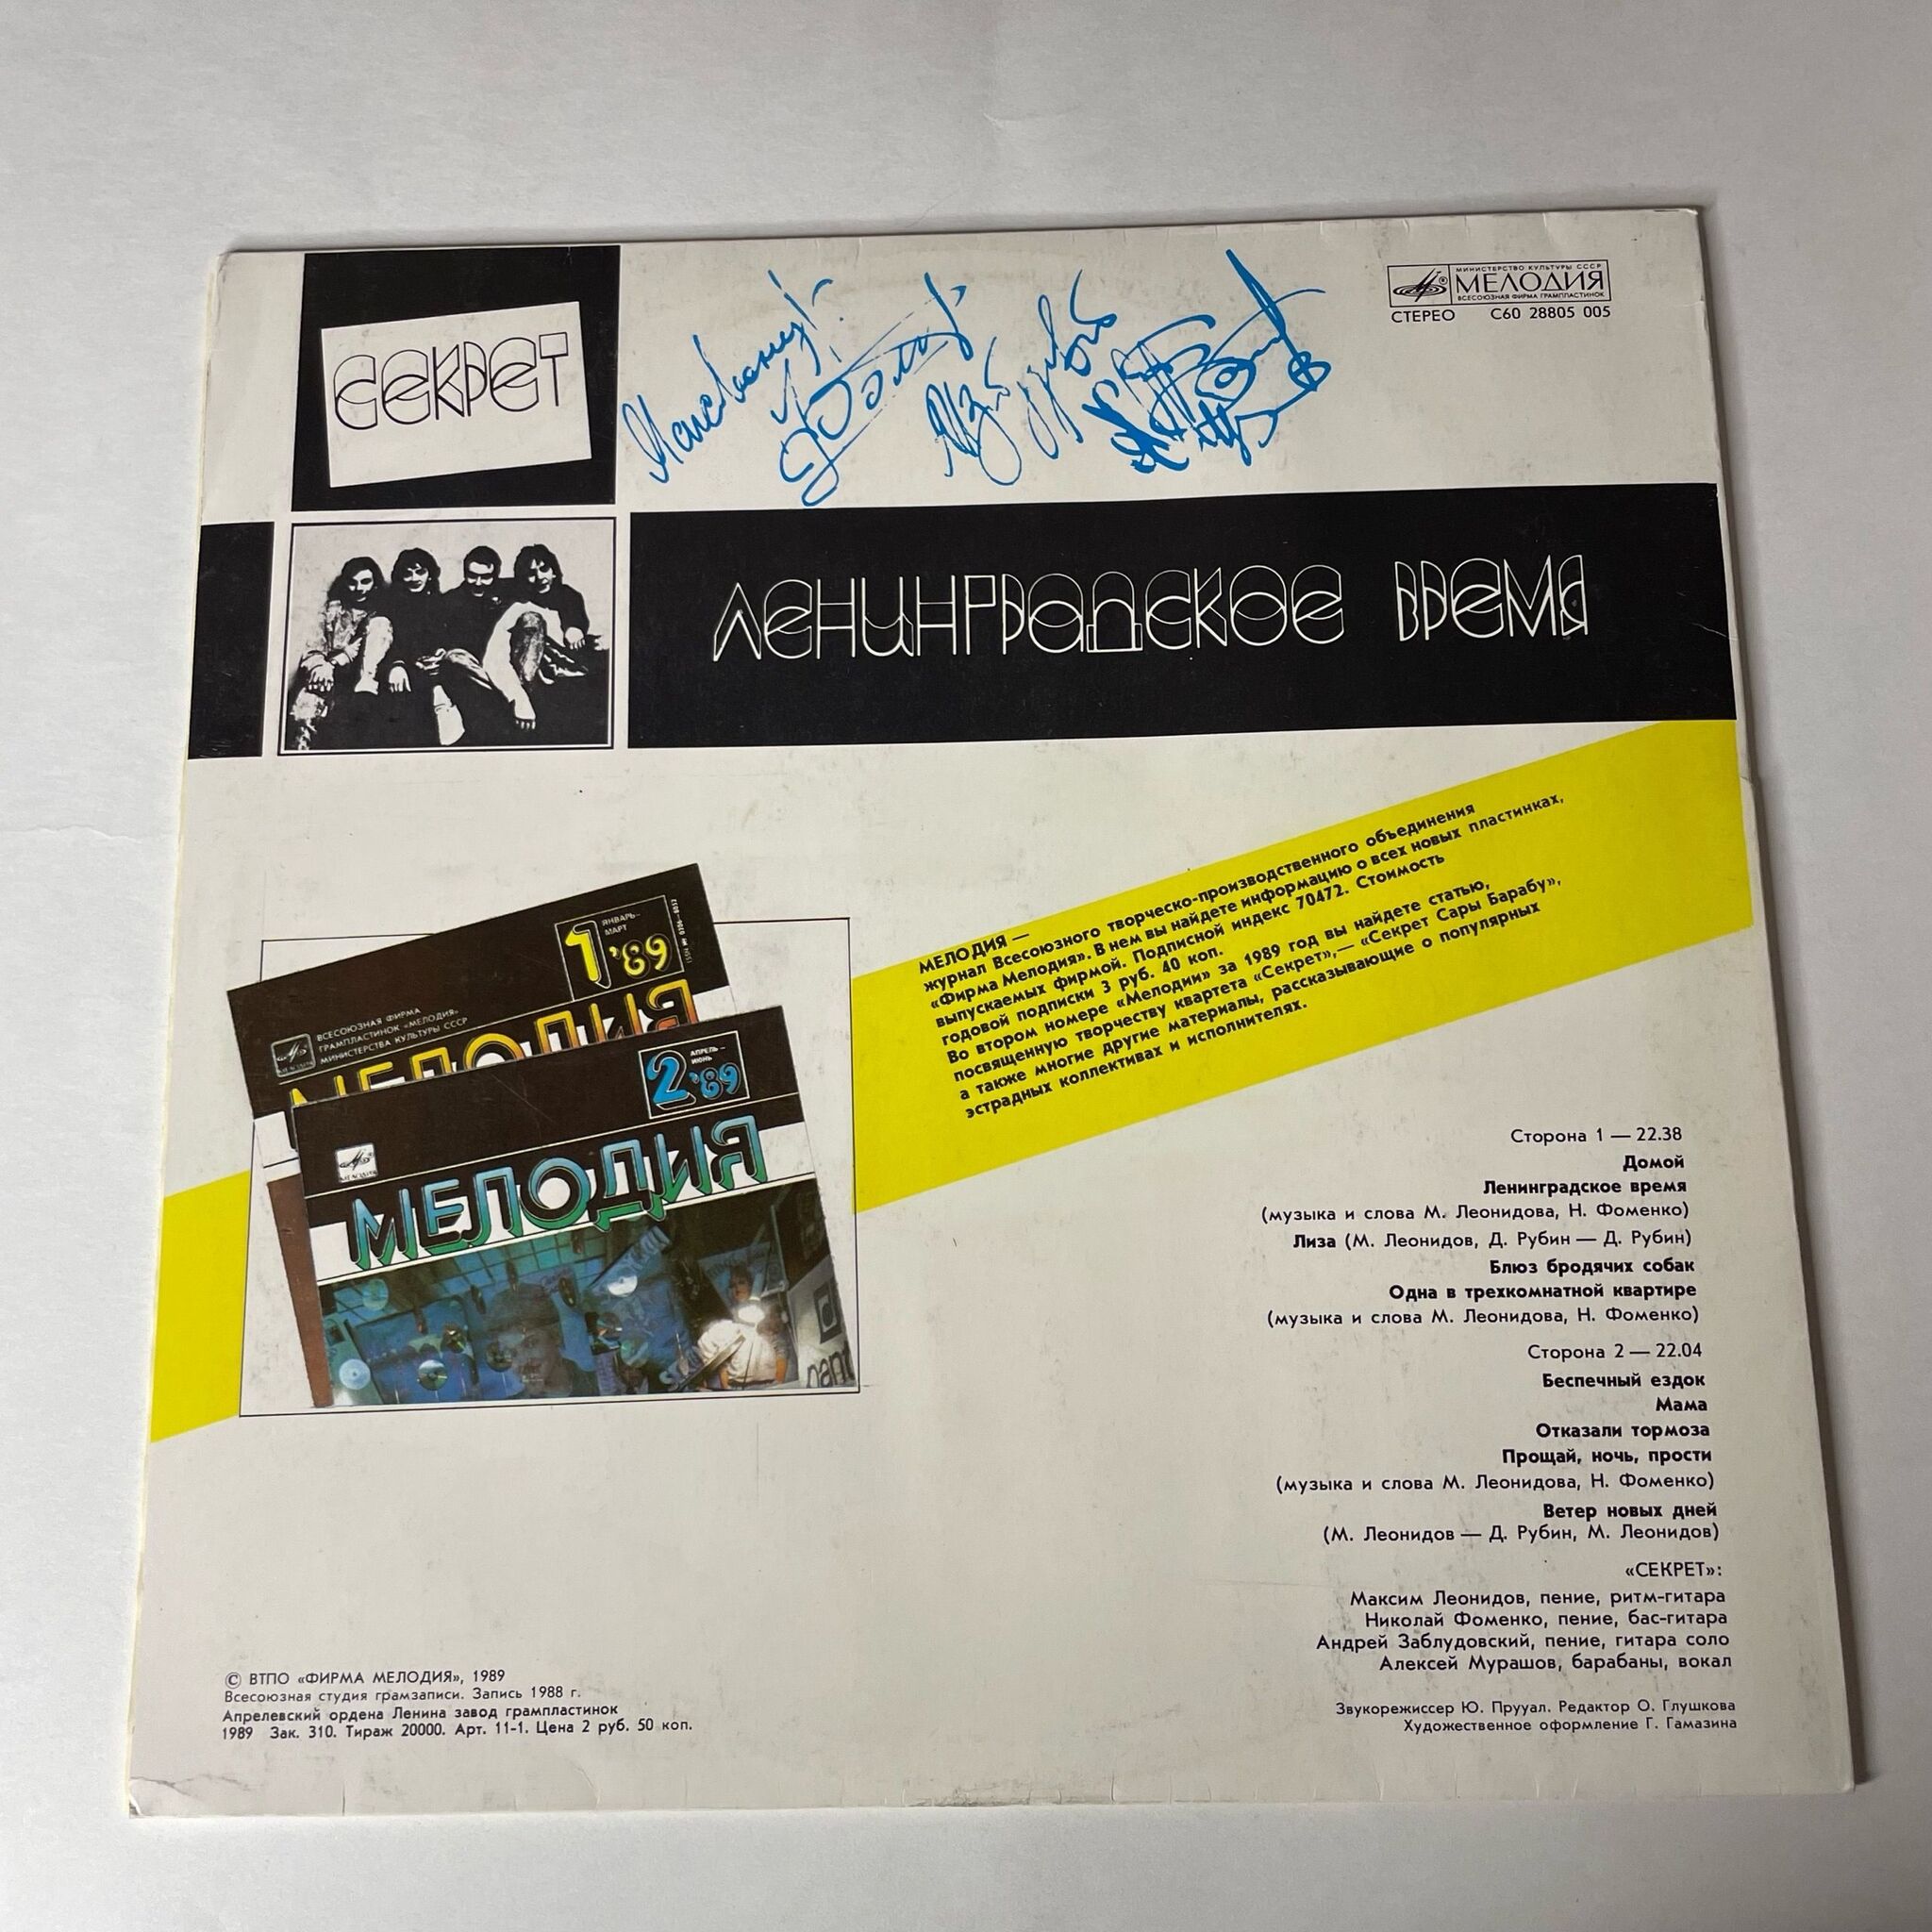 СЕКРЕТ
МИНИСТЕРСТВО КУЛЬТУРЫ СССР
МЕЛОДИЯ
ВСЕСОЮЗНАЯ ФИРМА ГРАМПЛАСТИНОК
СТЕРЕО С60 28805 005
ЛЕНИНГРАДСКОЕ ВРЕМЯ
МЕЛОДИЯ —
журнал Всесоюзного творческо-производственного объединения
«Фирма Мелодия». В нем вы найдете информацию о всех новых пластинках,
выпускаемых фирмой. Подписной индекс 70472. Стоимость
годовой подписки 3 руб. 40 коп.
Во втором номере «Мелодии» за 1989 год вы найдете статью,
посвященную творчеству квартета «Секрет»,— «Секрет Сары Барабу»,
а также многие другие материалы, рассказывающие о популярных
эстрадных коллективах и исполнителях.
1 '89
ЯНВАРЬ–
МАРТ
ВСЕСОЮЗНАЯ ФИРМА
ГРАМПЛАСТИНОК «МЕЛОДИЯ»
МИНИСТЕРСТВА КУЛЬТУРЫ СССР
МЕЛОДИЯ
2 '89
АПРЕЛЬ –
ИЮНЬ
МЕЛОДИЯ
Сторона 1 — 22.38
Домой
Ленинградское время
(музыка и слова М. Леонидова, Н. Фоменко)
Лиза (М. Леонидов, Д. Рубин — Д. Рубин)
Блюз бродячих собак
Одна в трехкомнатной квартире
(музыка и слова М. Леонидова, Н. Фоменко)
Сторона 2 — 22.04
Беспечный ездок
Мама
Отказали тормоза
Прощай, ночь, прости
(музыка и слова М. Леонидова, Н. Фоменко)
Ветер новых дней
(М. Леонидов — Д. Рубин, М. Леонидов)
«СЕКРЕТ»:
Максим Леонидов, пение, ритм-гитара
Николай Фоменко, пение, бас-гитара
Андрей Заблудовский, пение, гитара соло
Алексей Мурашов, барабаны, вокал
Звукорежиссер Ю. Прууал. Редактор О. Глушкова
Художественное оформление Г. Гамазина
© ВТПО «ФИРМА МЕЛОДИЯ», 1989
Всесоюзная студия грамзаписи. Запись 1988 г.
Апрелевский ордена Ленина завод грампластинок
1989 Зак. 310. Тираж 20000. Арт. 11-1. Цена 2 руб. 50 коп.